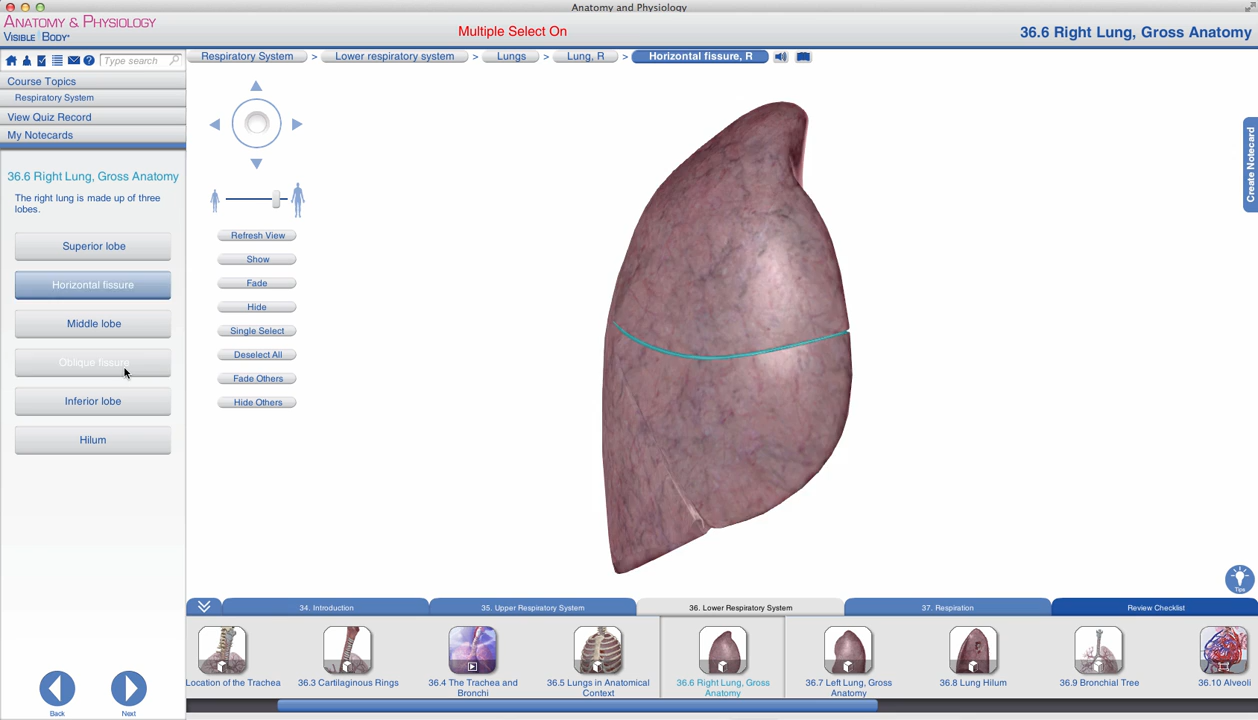 Anatomy and Physiology
ANATOMY & PHYSIOLOGY
VISIBLE BODY
Multiple Select On
36.6 Right Lung, Gross Anatomy
Type search
Respiratory System > Lower respiratory system > Lungs > Lung, R > Horizontal fissure, R
Course Topics
Respiratory System
View Quiz Record
My Notecards
36.6 Right Lung, Gross Anatomy
The right lung is made up of three
lobes.
Superior lobe
Horizontal fissure
Middle lobe
Oblique fissure
Inferior lobe
Hilum
Back
Next
Refresh View
Show
Fade
Hide
Single Select
Deselect All
Fade Others
Hide Others
Create Notecard
Tips
34. Introduction
35. Upper Respiratory System
36. Lower Respiratory System
37. Respiration
Review Checklist
Location of the Trachea
36.3 Cartilaginous Rings
36.4 The Trachea and
Bronchi
36.5 Lungs in Anatomical
Context
36.6 Right Lung, Gross
Anatomy
36.7 Left Lung, Gross
Anatomy
36.8 Lung Hilum
36.9 Bronchial Tree
36.10 Alveoli